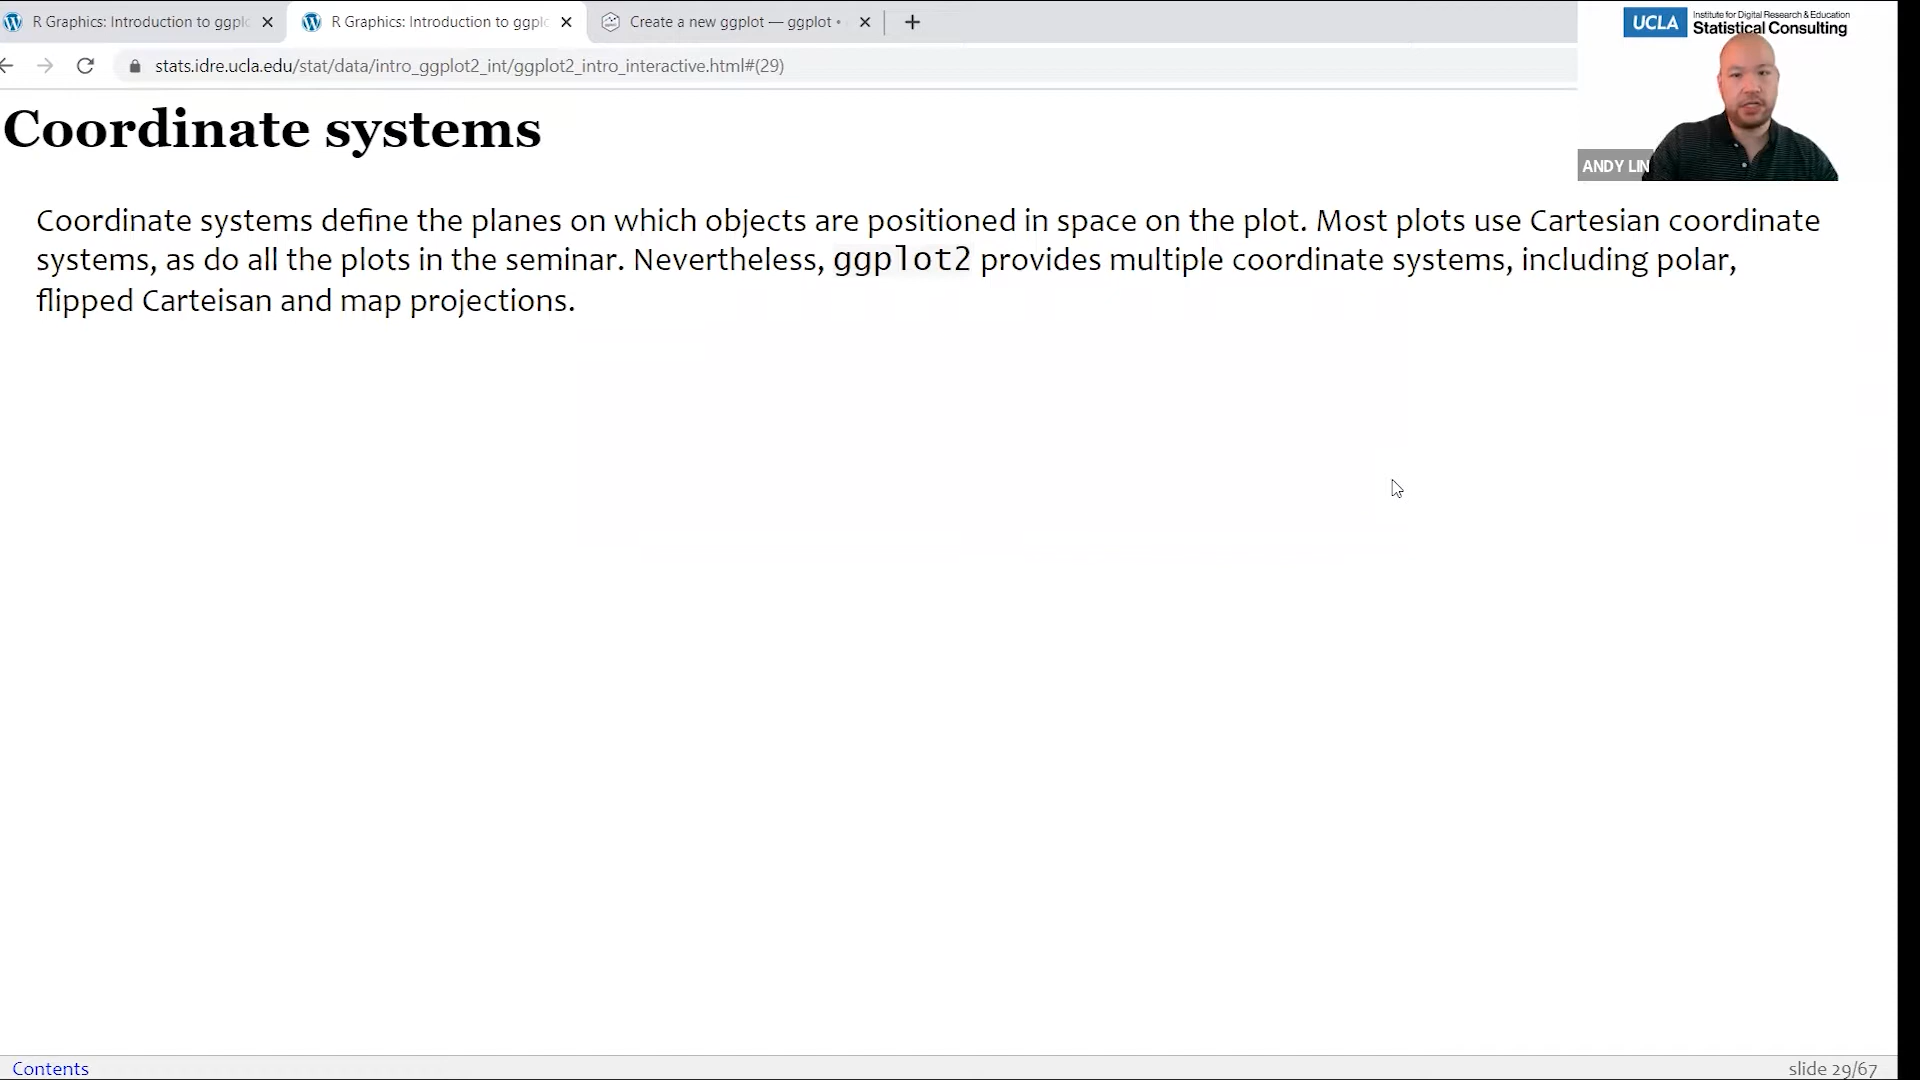 R Graphics: Introduction to ggplo
R Graphics: Introduction to ggplo
Create a new ggplot — ggplot •
stats.idre.ucla.edu/stat/data/intro_ggplot2_int/ggplot2_intro_interactive.html#(29)
UCLA
Institute for Digital Research & Education
Statistical Consulting
ANDY LIN
Coordinate systems
Coordinate systems define the planes on which objects are positioned in space on the plot. Most plots use Cartesian coordinate
systems, as do all the plots in the seminar. Nevertheless, ggplot2 provides multiple coordinate systems, including polar,
flipped Carteisan and map projections.
Contents
slide 29/67